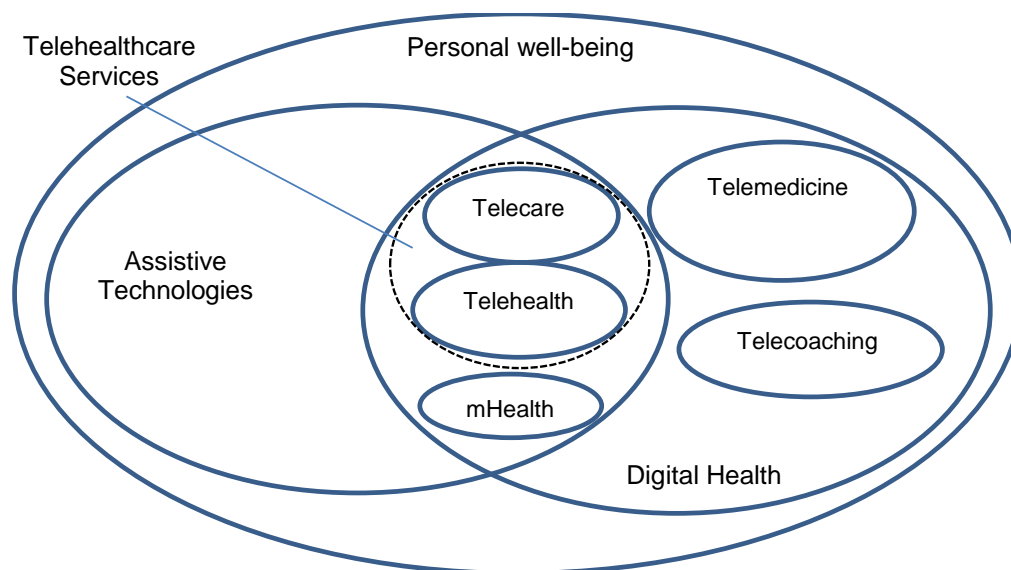 Telehealthcare
Services
Personal well-being
Telemedicine
Telecare
Assistive
Technologies
Telehealth
Telecoaching
mHealth
Digital Health